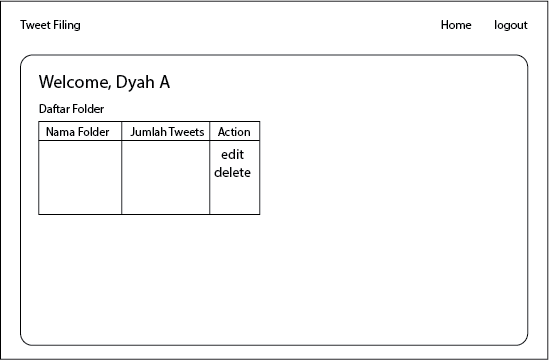 Tweet Filing Home logout
Welcome, Dyah A
Daftar Folder
Nama Folder Jumlah Tweets Action
edit
delete